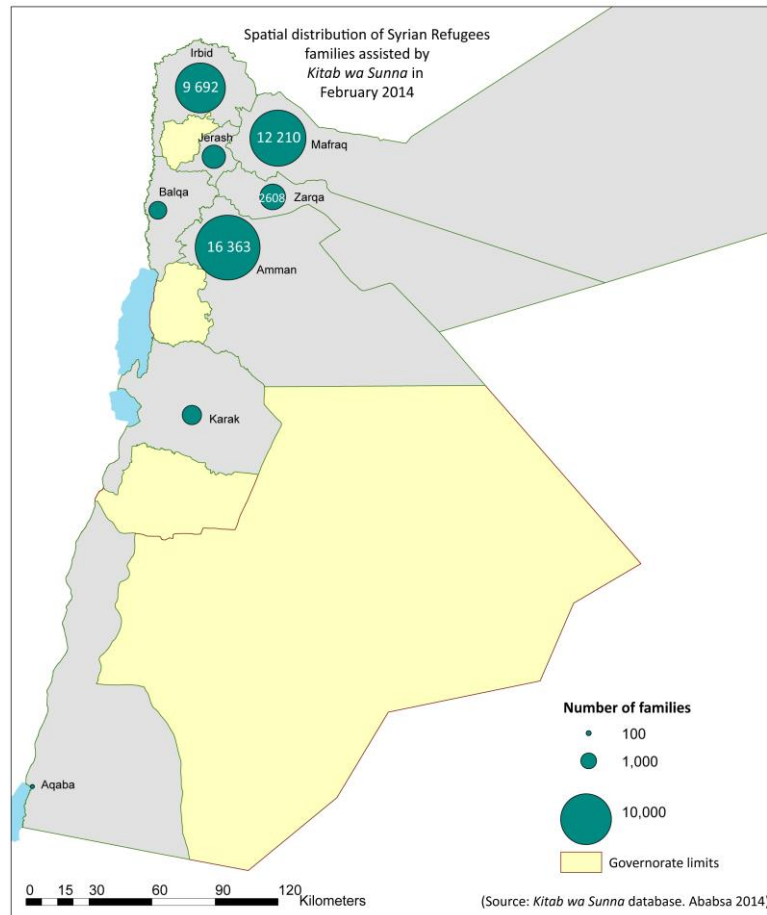 Spatial distribution of Syrian Refugees
families assisted by
Kitab wa Sunna in
February 2014
Irbid
9 692
Jerash
12 210
Mafraq
Balqa
2608
Zarqa
16 363
Amman
Karak
Aqaba
Number of families
100
1,000
10,000
Governorate limits
0 15 30 60 90 120
Kilometers
(Source: Kitab wa Sunna database. Ababsa 2014)